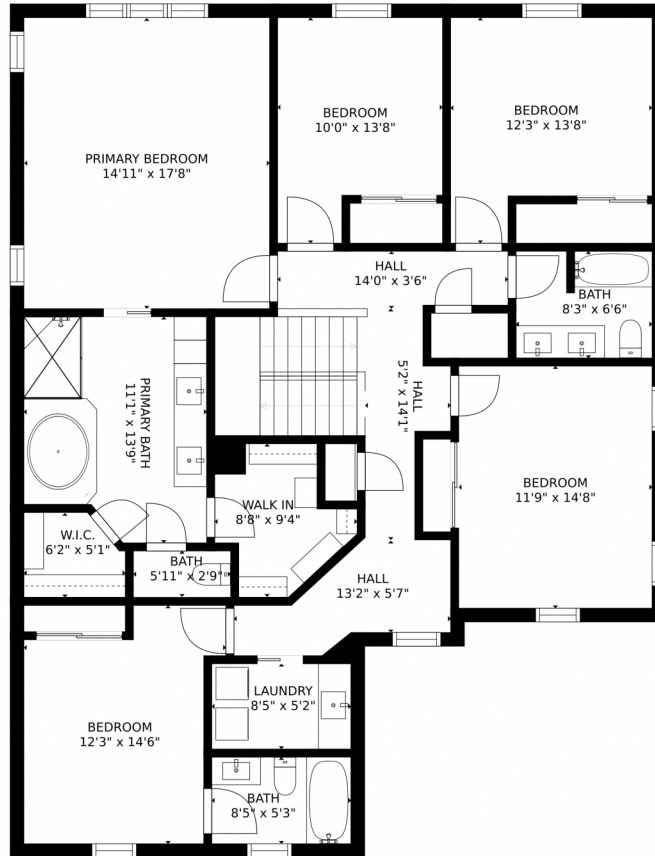 BEDROOM
10'0" x 13'8"
BEDROOM
12'3" x 13'8"
PRIMARY BEDROOM
14'11" x 17'8"
HALL
14'0" x 3'6"
BATH
8'3" x 6'6"
PRIMARY BATH
11'1" x 13'9"
HALL
5'2" x 14'1"
BEDROOM
11'9" x 14'8"
WALK IN
8'8" x 9'4"
W.I.C.
6'2" x 5'1"
BATH
5'11" x 2'9"
HALL
13'2" x 5'7"
LAUNDRY
8'5" x 5'2"
BEDROOM
12'3" x 14'6"
BATH
8'5" x 5'3"